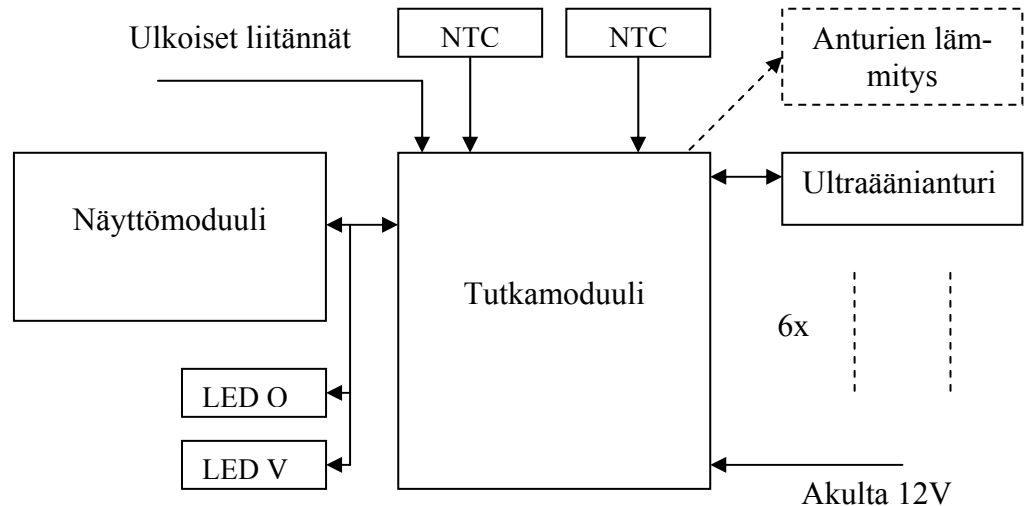 Ulkoiset liitännät
NTC
NTC
Anturien läm-
mitys
Näyttömoduuli
Tutkamoduuli
Ultraäänianturi
6x
LED O
LED V
Akulta 12V